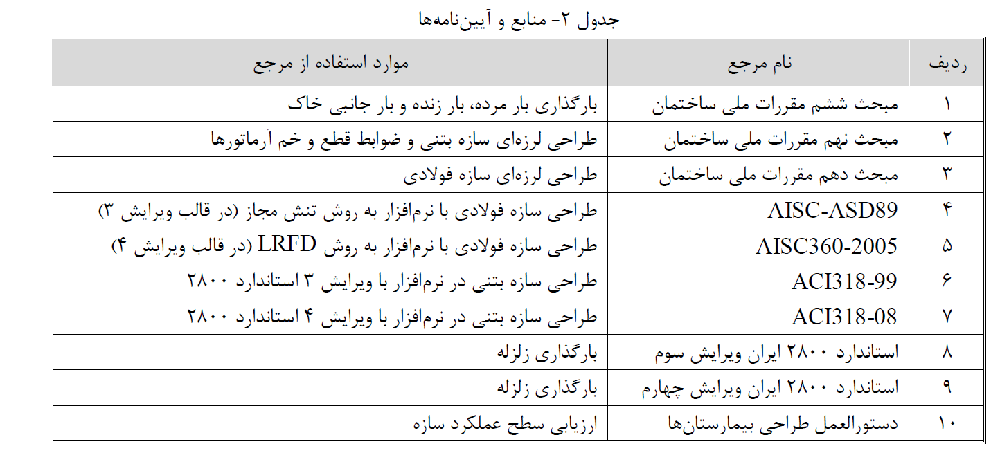 جدول ۲- منابع و آیین‌نامه‌ها
ردیف نام مرجع موارد استفاده از مرجع
۱ مبحث ششم مقررات ملی ساختمان بارگذاری بار مرده، بار زنده و بار جانبی خاک
۲ مبحث نهم مقررات ملی ساختمان طراحی لرزه‌ای سازه بتنی و ضوابط قطع و خم آرماتورها
۳ مبحث دهم مقررات ملی ساختمان طراحی لرزه‌ای سازه فولادی
۴ AISC-ASD89 طراحی سازه فولادی با نرم‌افزار به روش تنش مجاز (در قالب ویرایش ۳)
۵ AISC360-2005 طراحی سازه فولادی با نرم‌افزار به روش LRFD (در قالب ویرایش ۴)
۶ ACI318-99 طراحی سازه بتنی در نرم‌افزار با ویرایش ۳ استاندارد ۲۸۰۰
۷ ACI318-08 طراحی سازه بتنی در نرم‌افزار با ویرایش ۴ استاندارد ۲۸۰۰
۸ استاندارد ۲۸۰۰ ایران ویرایش سوم بارگذاری زلزله
۹ استاندارد ۲۸۰۰ ایران ویرایش چهارم بارگذاری زلزله
۱۰ دستورالعمل طراحی بیمارستان‌ها ارزیابی سطح عملکرد سازه